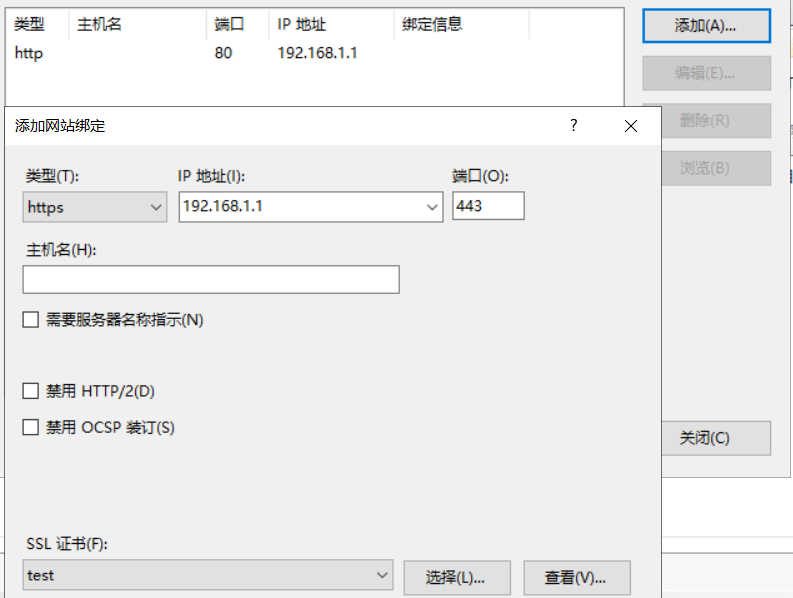 类型 主机名 端口 IP 地址 绑定信息
http 80 192.168.1.1
添加(A)...
编辑(E)...
删除(R)
浏览(B)
添加网站绑定 ?
类型(T): IP 地址(I): 端口(O):
https 192.168.1.1 443
主机名(H):
需要服务器名称指示(N)
禁用 HTTP/2(D)
禁用 OCSP 装订(S)
关闭(C)
SSL 证书(F):
test 选择(L)... 查看(V)...